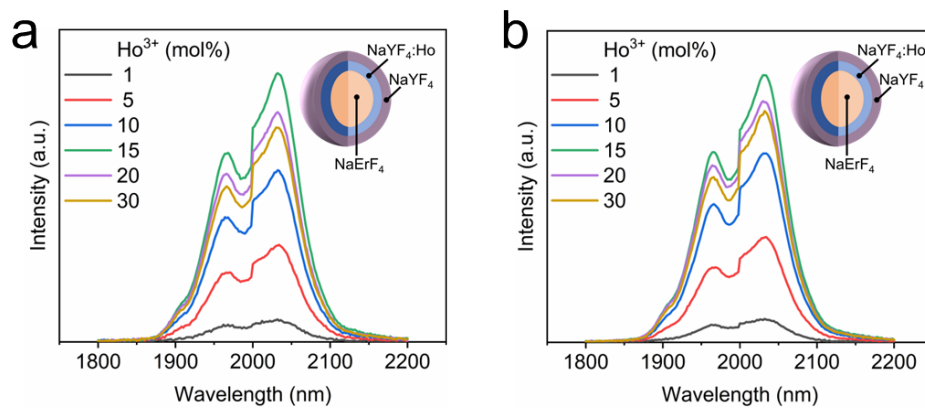 a
Ho³⁺ (mol%)
1
5
10
15
20
30
NaYF₄:Ho
NaYF₄
NaErF₄
Intensity (a.u.)
1800 1900 2000 2100 2200
Wavelength (nm)
b
Ho³⁺ (mol%)
1
5
10
15
20
30
NaYF₄:Ho
NaYF₄
NaErF₄
Intensity (a.u.)
1800 1900 2000 2100 2200
Wavelength (nm)